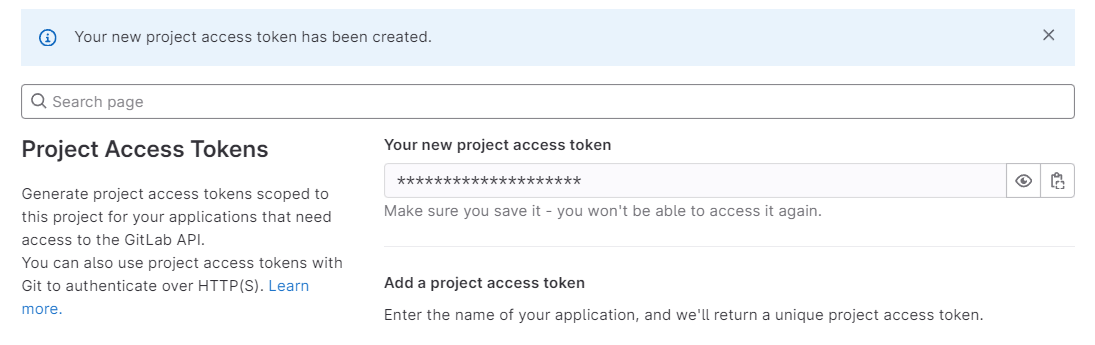 Your new project access token has been created.
Search page
Project Access Tokens
Generate project access tokens scoped to
this project for your applications that need
access to the GitLab API.
You can also use project access tokens with
Git to authenticate over HTTP(S). Learn
more.
Your new project access token
********************
Make sure you save it - you won't be able to access it again.
Add a project access token
Enter the name of your application, and we'll return a unique project access token.